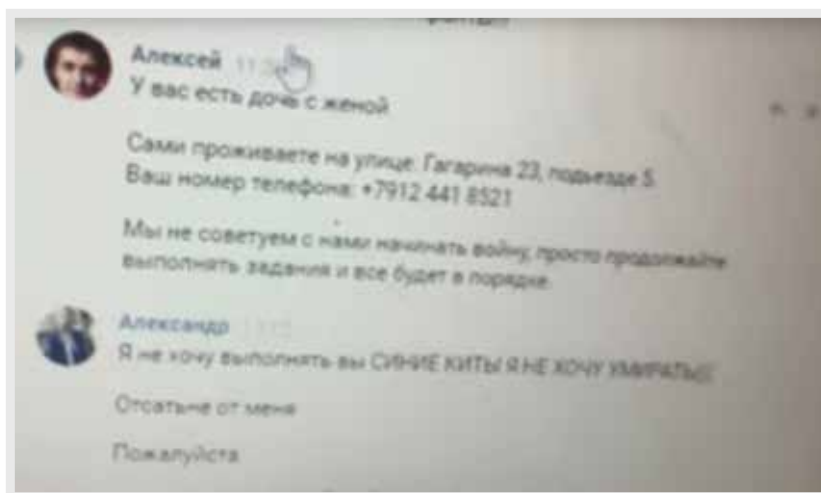 Алексей
У вас есть дочь с женой
Сами проживаете на улице: Гагарина 23, подъезде 5.
Ваш номер телефона: +7912 441 8521
Мы не советуем с нами начинать войну, просто продолжайте
выполнять задания и все будет в порядке.
Александр
Я не хочу выполнять вы СИНИЕ КИТЫ Я НЕ ХОЧУ УМИРАТЬ((
Отсатьне от меня
Пожалуйста